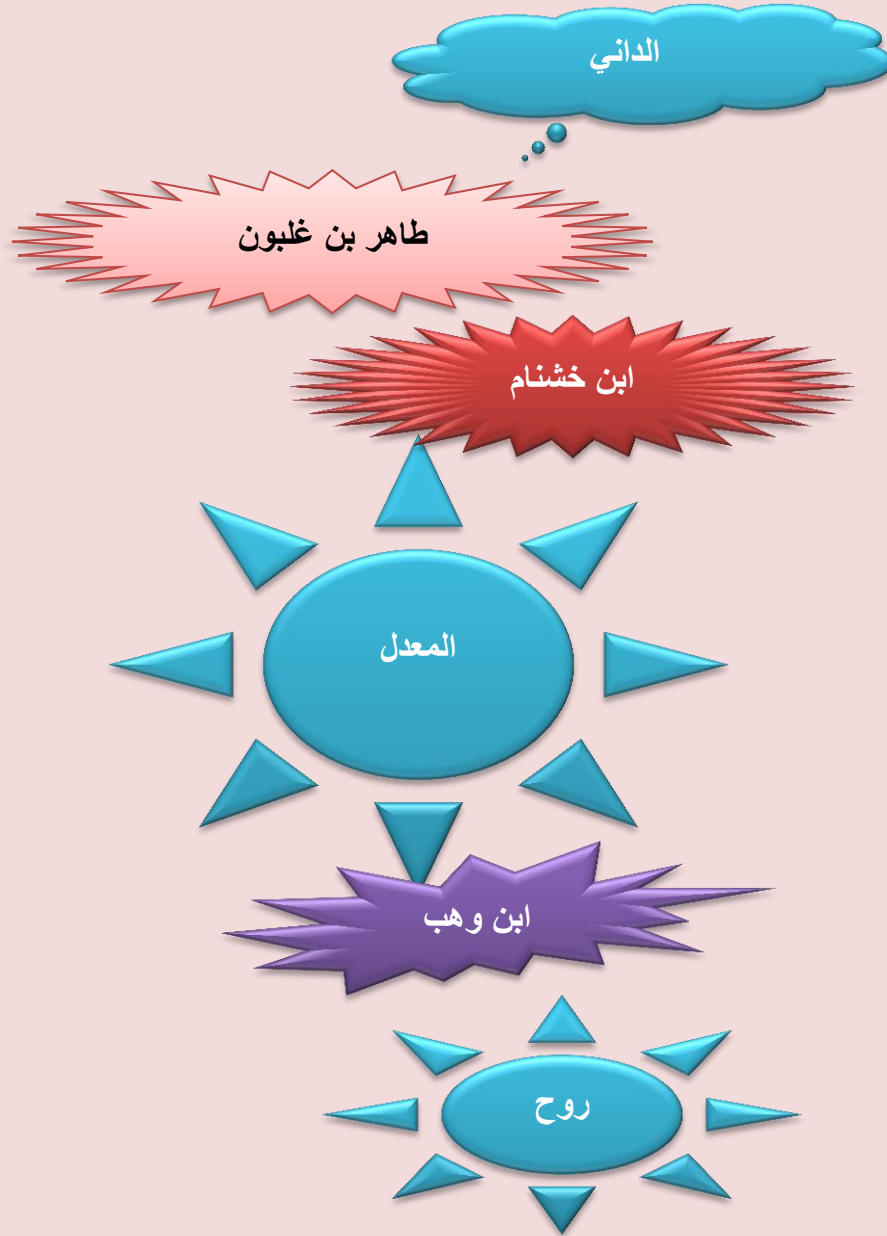 الداني
طاهر بن غلبون
ابن خشنام
المعدل
ابن وهب
روح